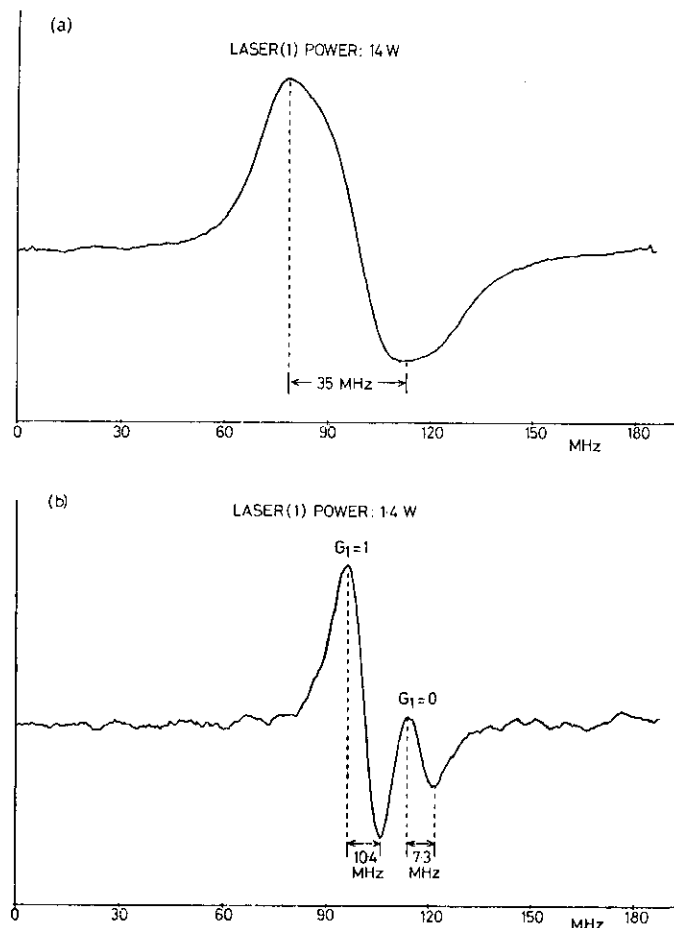 (a)
LASER(1) POWER: 14 W
35 MHz
0 30 60 90 120 150 180
MHz
(b)
LASER(1) POWER: 1·4 W
G₁=1
G₁=0
10·4 7·3
MHz MHz
0 30 60 90 120 150 180
MHz